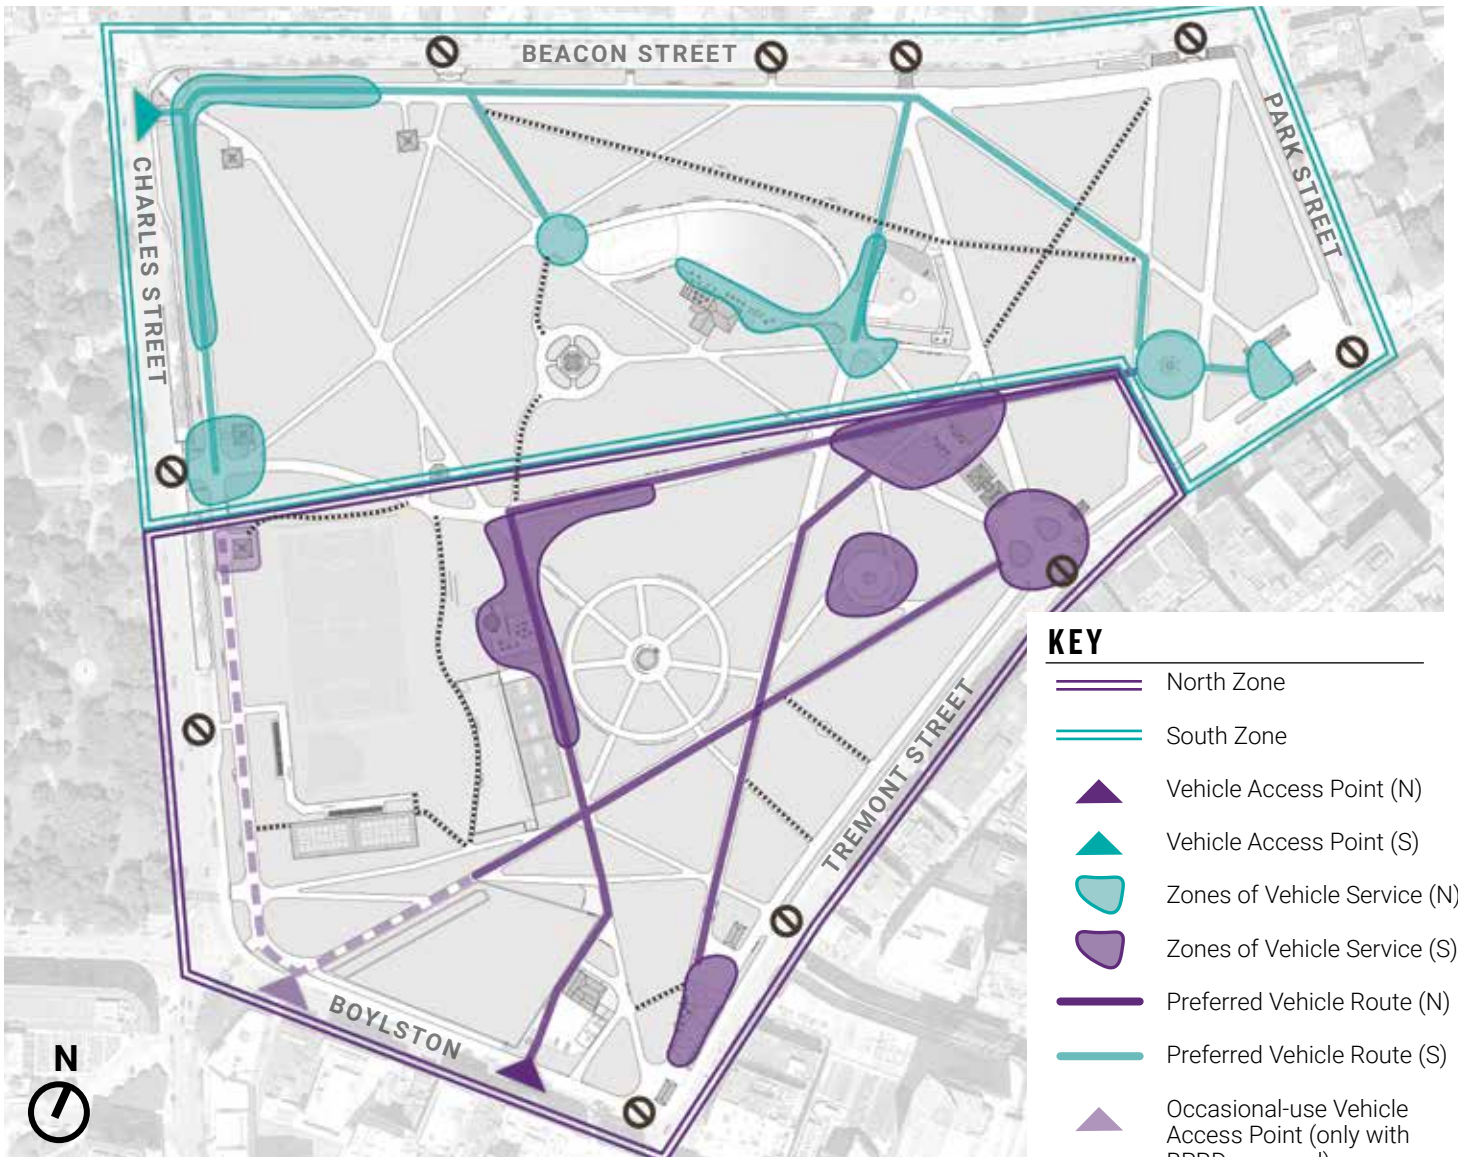 BEACON STREET
PARK STREET
CHARLES STREET
TREMONT STREET
BOYLSTON
N
KEY
North Zone
South Zone
Vehicle Access Point (N)
Vehicle Access Point (S)
Zones of Vehicle Service (N)
Zones of Vehicle Service (S)
Preferred Vehicle Route (N)
Preferred Vehicle Route (S)
Occasional-use Vehicle
Access Point (only with